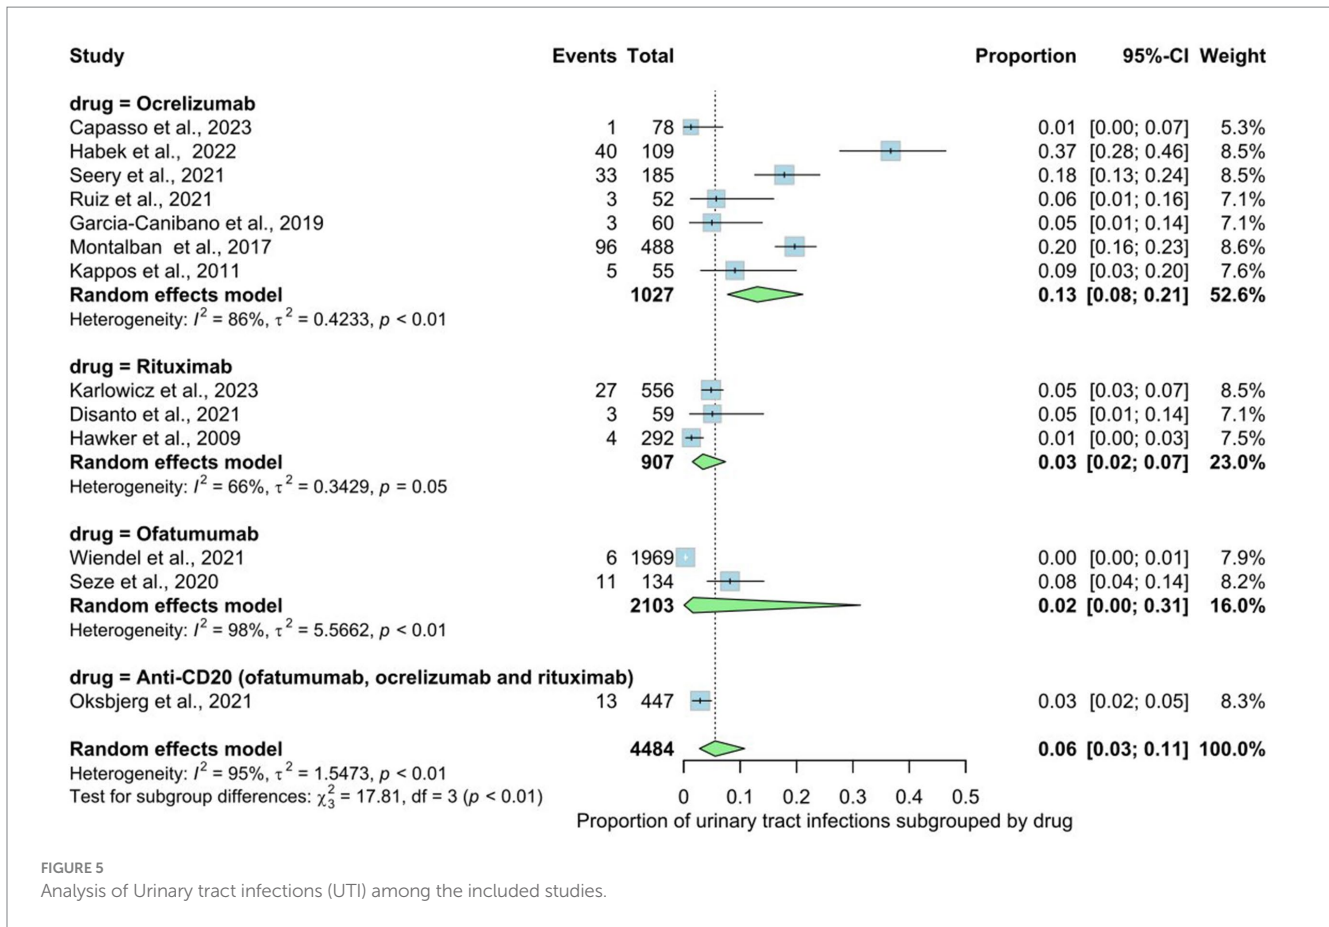 Study Events Total Proportion 95%-CI Weight
drug = Ocrelizumab
Capasso et al., 2023 1 78 0.01 [0.00; 0.07] 5.3%
Habek et al., 2022 40 109 0.37 [0.28; 0.46] 8.5%
Seery et al., 2021 33 185 0.18 [0.13; 0.24] 8.5%
Ruiz et al., 2021 3 52 0.06 [0.01; 0.16] 7.1%
Garcia-Canibano et al., 2019 3 60 0.05 [0.01; 0.14] 7.1%
Montalban et al., 2017 96 488 0.20 [0.16; 0.23] 8.6%
Kappos et al., 2011 5 55 0.09 [0.03; 0.20] 7.6%
Random effects model 1027 0.13 [0.08; 0.21] 52.6%
Heterogeneity: I² = 86%, τ² = 0.4233, p < 0.01
drug = Rituximab
Karlowicz et al., 2023 27 556 0.05 [0.03; 0.07] 8.5%
Disanto et al., 2021 3 59 0.05 [0.01; 0.14] 7.1%
Hawker et al., 2009 4 292 0.01 [0.00; 0.03] 7.5%
Random effects model 907 0.03 [0.02; 0.07] 23.0%
Heterogeneity: I² = 66%, τ² = 0.3429, p = 0.05
drug = Ofatumumab
Wiendel et al., 2021 6 1969 0.00 [0.00; 0.01] 7.9%
Seze et al., 2020 11 134 0.08 [0.04; 0.14] 8.2%
Random effects model 2103 0.02 [0.00; 0.31] 16.0%
Heterogeneity: I² = 98%, τ² = 5.5662, p < 0.01
drug = Anti-CD20 (ofatumumab, ocrelizumab and rituximab)
Oksbjerg et al., 2021 13 447 0.03 [0.02; 0.05] 8.3%
Random effects model 4484 0.06 [0.03; 0.11] 100.0%
Heterogeneity: I² = 95%, τ² = 1.5473, p < 0.01
Test for subgroup differences: χ²₃ = 17.81, df = 3 (p < 0.01)
0 0.1 0.2 0.3 0.4 0.5
Proportion of urinary tract infections subgrouped by drug
FIGURE 5
Analysis of Urinary tract infections (UTI) among the included studies.